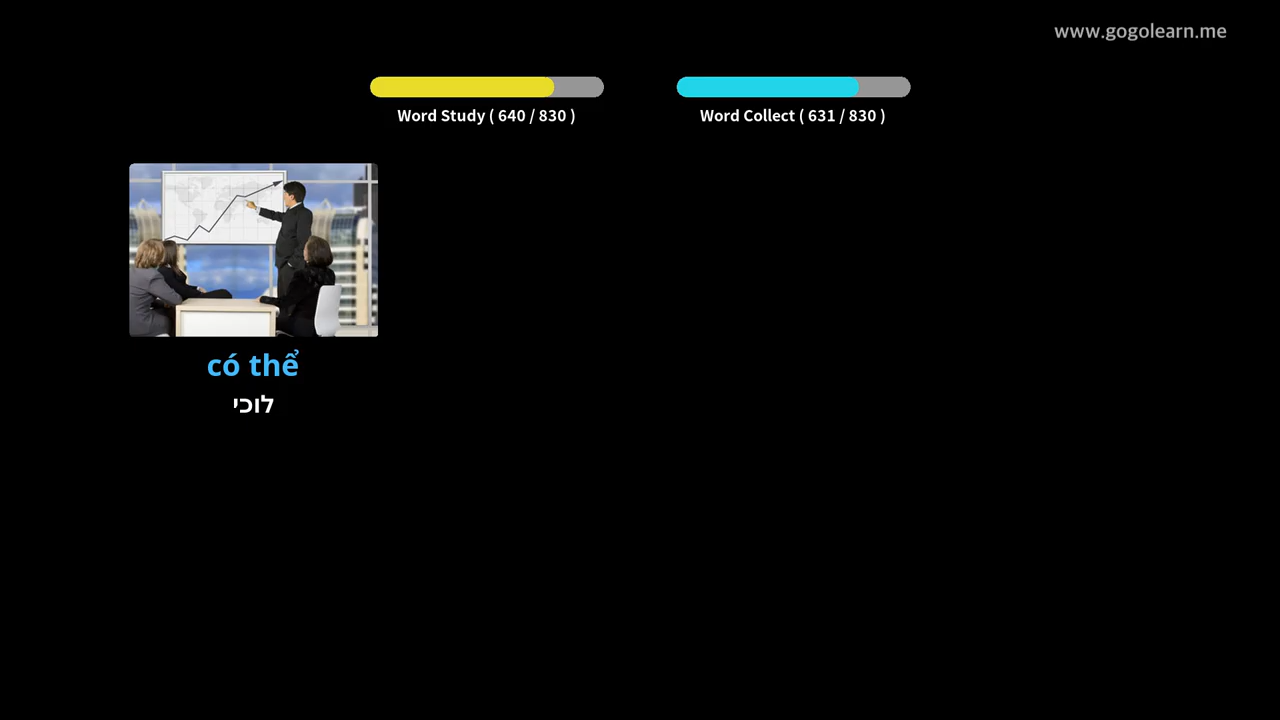 www.gogolearn.me
Word Study ( 640 / 830 )
Word Collect ( 631 / 830 )
có thể
לוכי